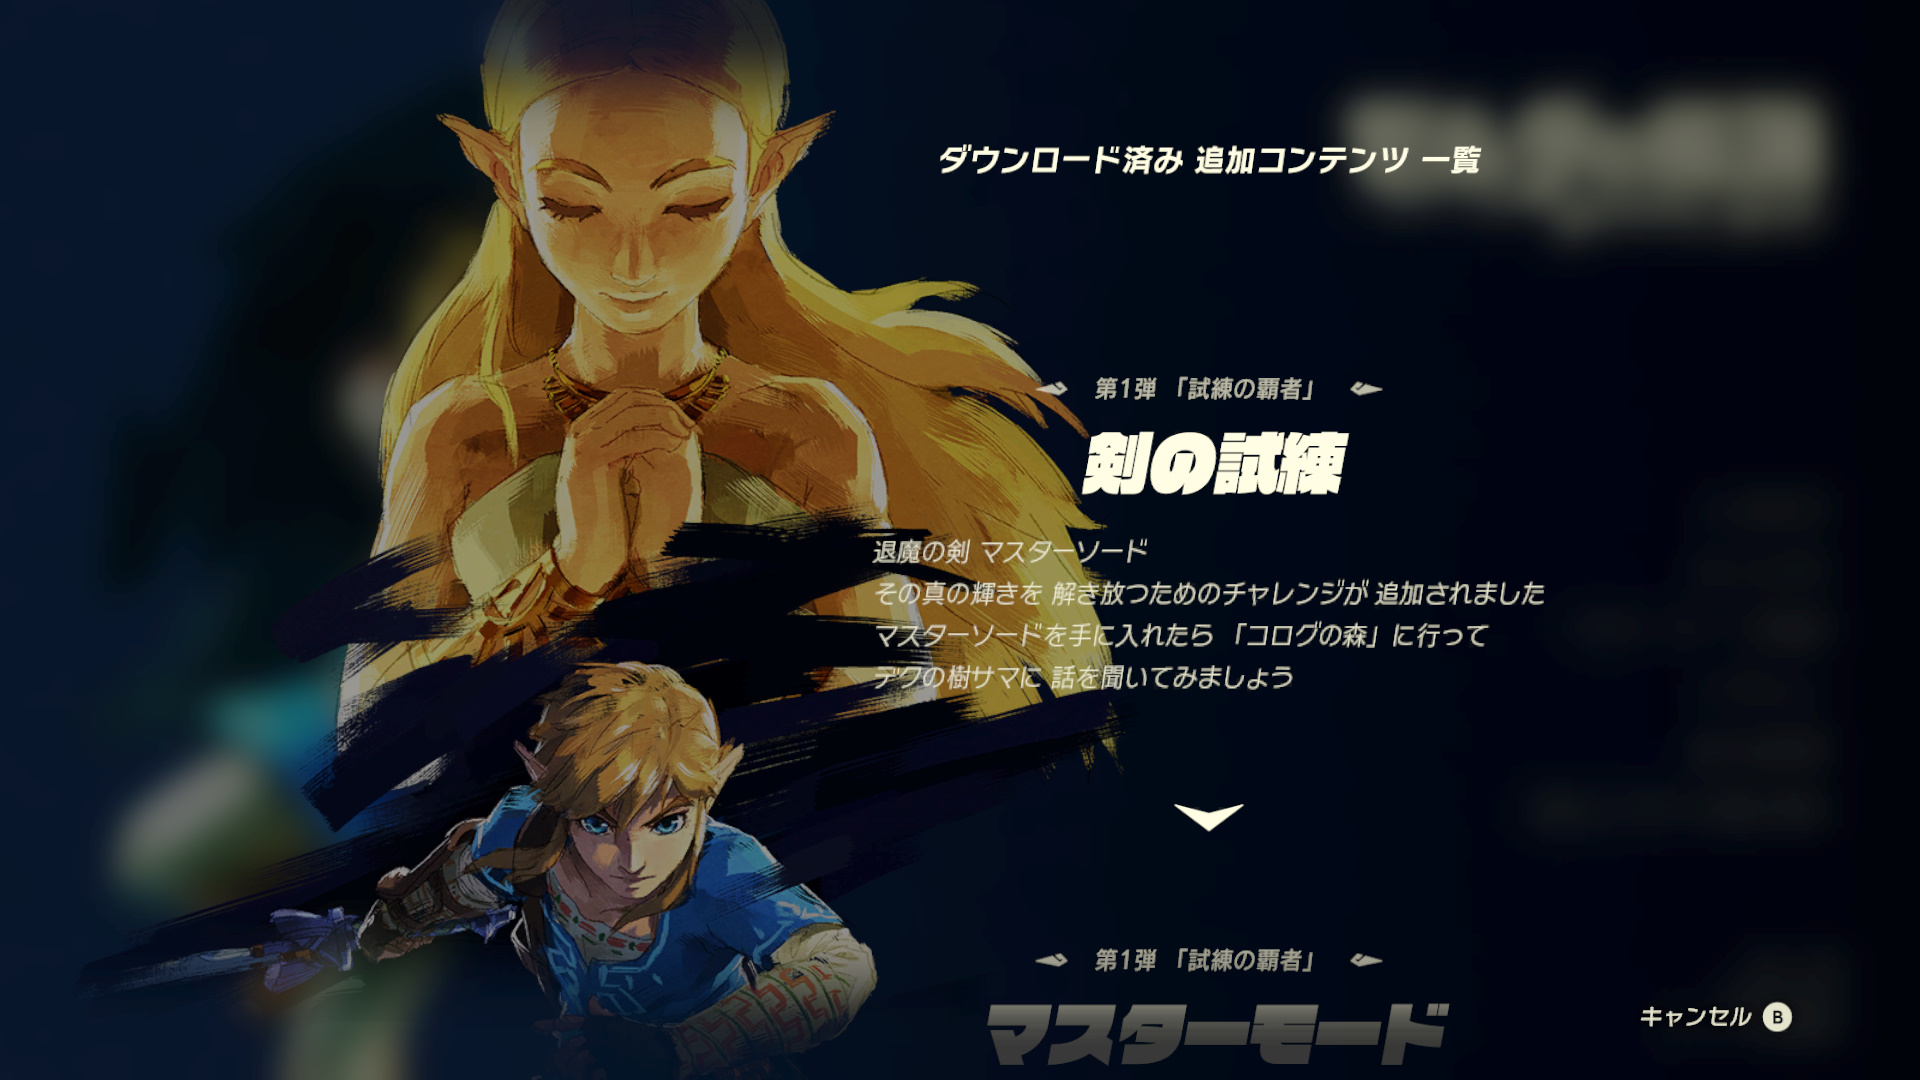 ダウンロード済み 追加コンテンツ 一覧
第1弾 「試練の覇者」
剣の試練
退魔の剣 マスターソード
その真の輝きを 解き放つためのチャレンジが 追加されました
マスターソードを手に入れたら 「コログの森」に行って
デクの樹サマに 話を聞いてみましょう
第1弾 「試練の覇者」
マスターモード
キャンセル B